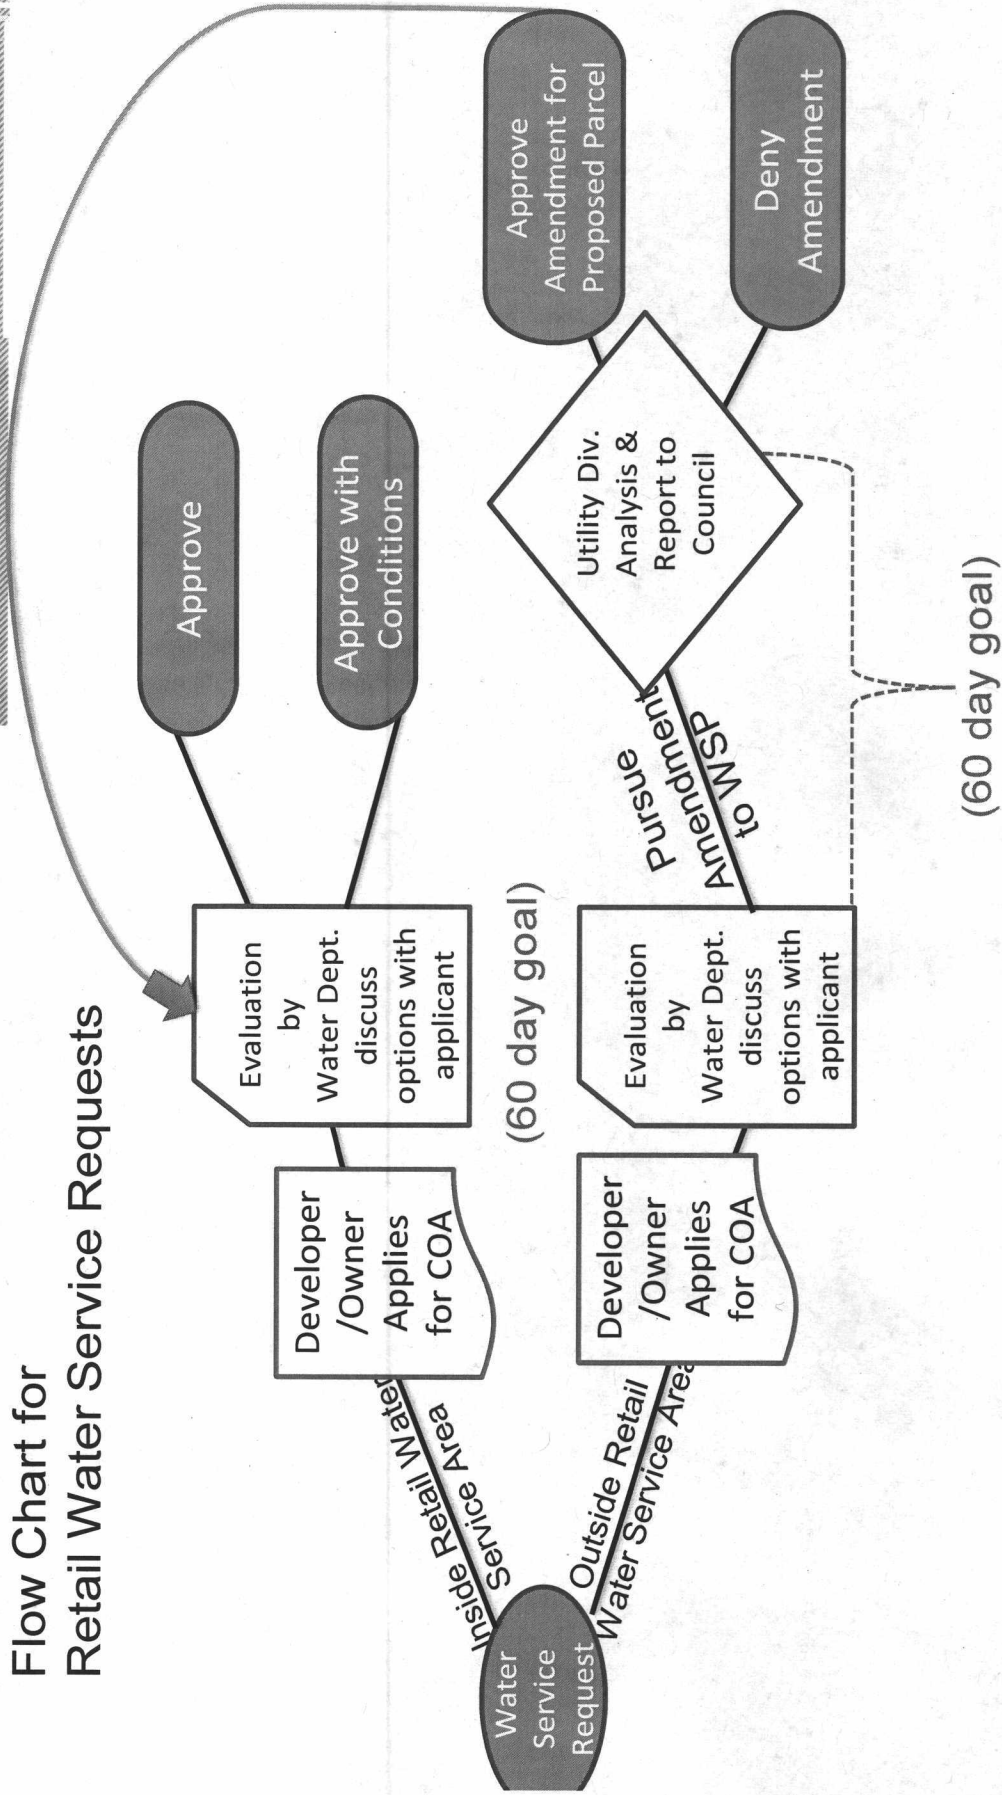 Flow Chart for
Retail Water Service Requests
Water
Service
Request
Inside Retail Water
Service Area
Developer
/Owner
Applies
for COA
Evaluation
by
Water Dept.
discuss
options with
applicant
(60 day goal)
Approve
Approve with
Conditions
Outside Retail
Water Service Area
Developer
/Owner
Applies
for COA
Evaluation
by
Water Dept.
discuss
options with
applicant
Pursue
Amendment
to WSP
Utility Div.
Analysis &
Report to
Council
(60 day goal)
Approve
Amendment for
Proposed Parcel
Deny
Amendment